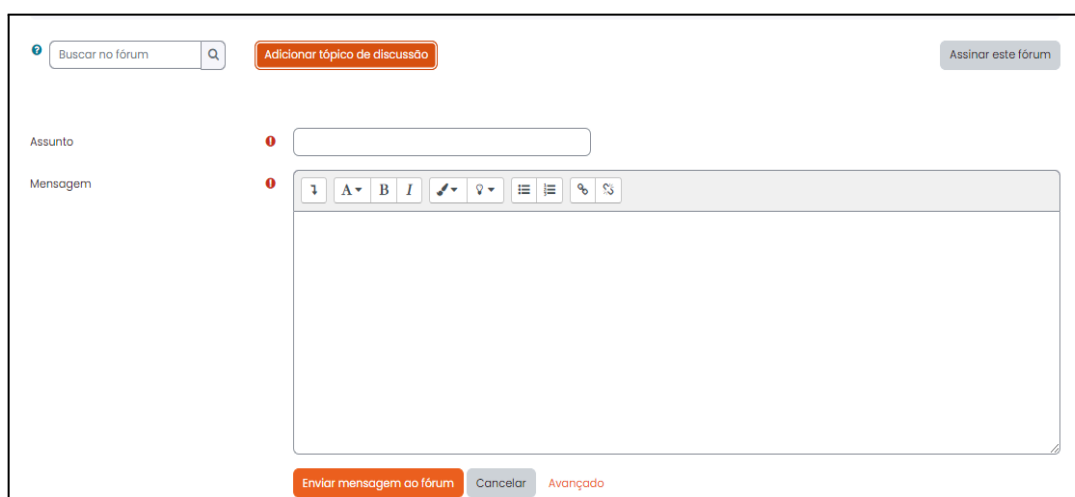 Buscar no fórum
Adicionar tópico de discussão
Assinar este fórum
Assunto
Mensagem
A B I
Enviar mensagem ao fórum Cancelar Avançado